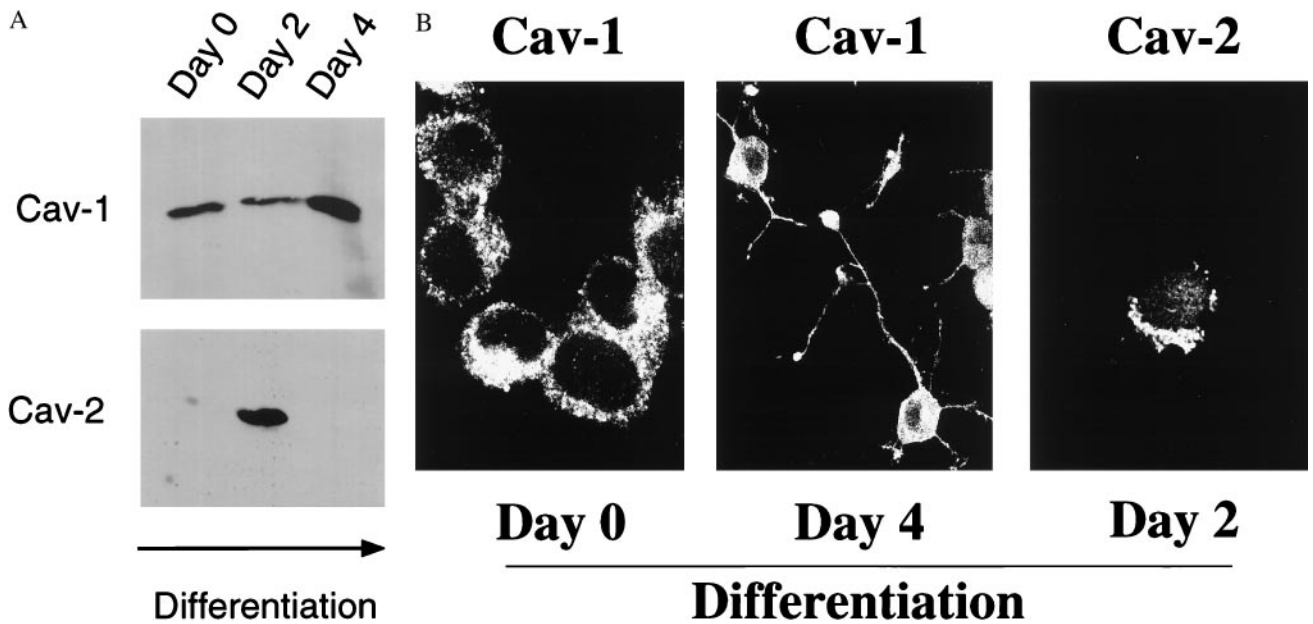 A
Day 0 Day 2 Day 4
Cav-1
Cav-2
Differentiation
B
Cav-1 Cav-1 Cav-2
Day 0 Day 4 Day 2
Differentiation